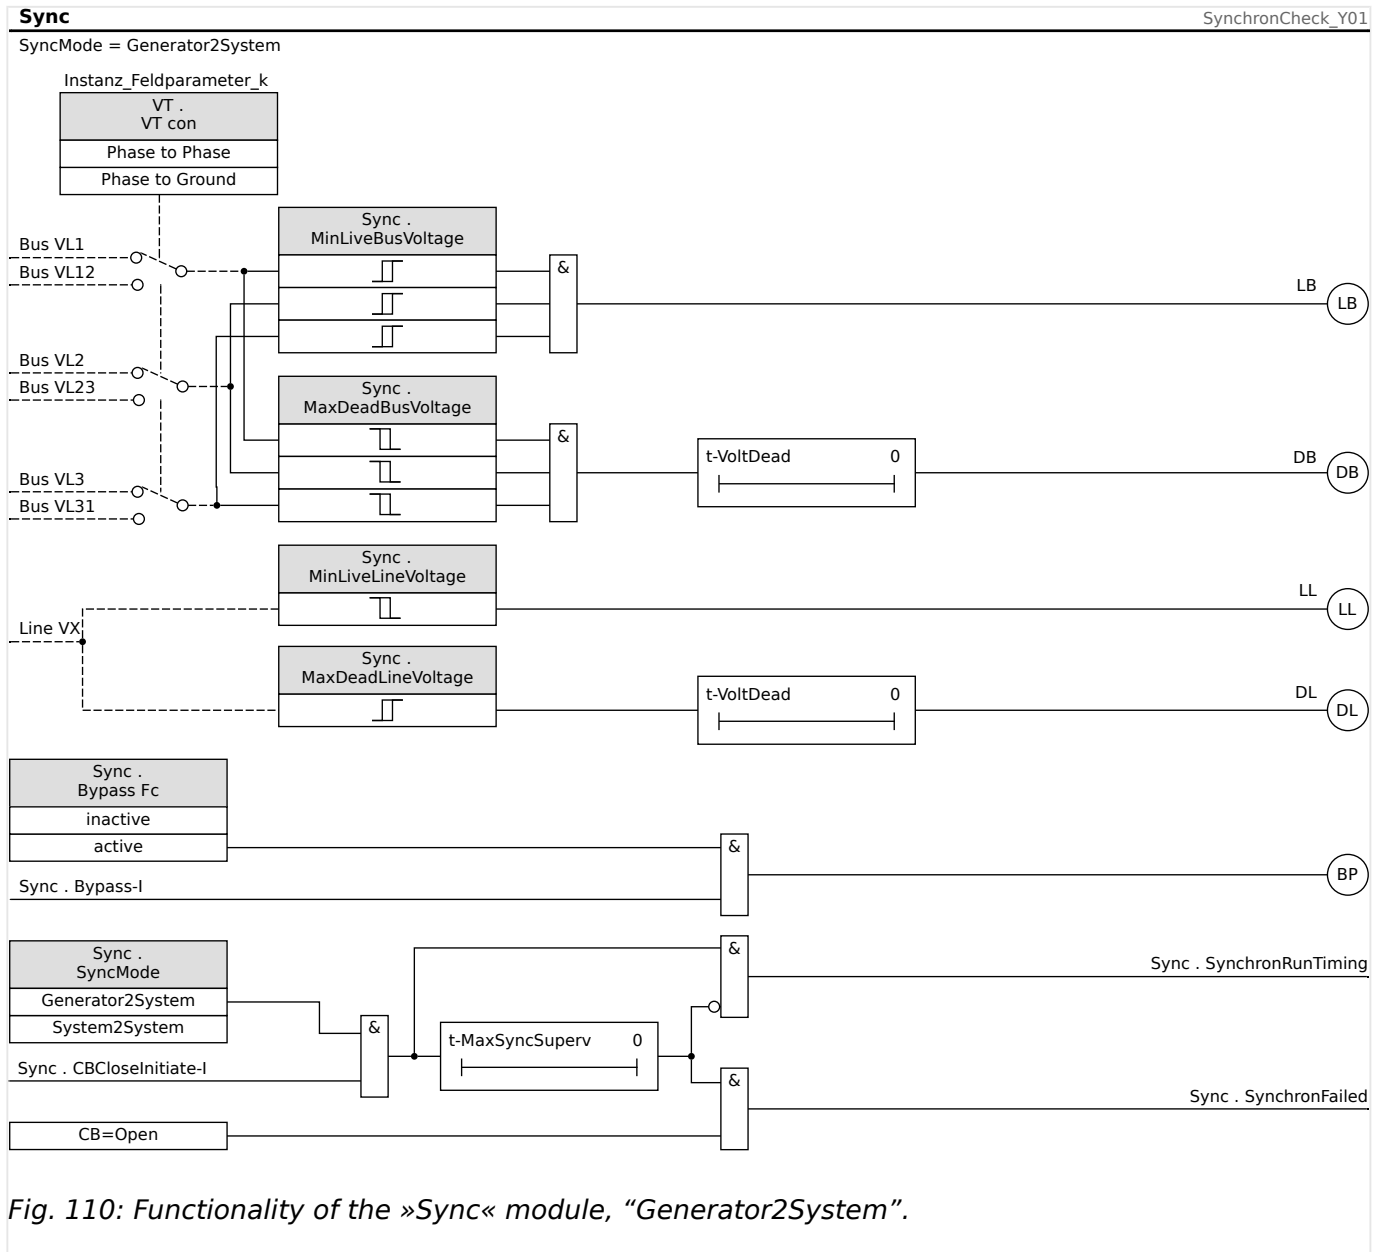 Sync
SynchronCheck_Y01
SyncMode = Generator2System
Instanz_Feldparameter_k
VT .
VT con
Phase to Phase
Phase to Ground
Sync .
MinLiveBusVoltage
Bus VL1
Bus VL12
&
LB
LB
Bus VL2
Bus VL23
Sync .
MaxDeadBusVoltage
&
t-VoltDead 0
DB
DB
Bus VL3
Bus VL31
Sync .
MinLiveLineVoltage
LL
LL
Line VX
Sync .
MaxDeadLineVoltage
t-VoltDead 0
DL
DL
Sync .
Bypass Fc
inactive
active
&
Sync . Bypass-I
BP
Sync .
SyncMode
Generator2System
System2System
&
Sync . SynchronRunTiming
&
t-MaxSyncSuperv 0
Sync . CBCloseInitiate-I
&
Sync . SynchronFailed
CB=Open
Fig. 110: Functionality of the »Sync« module, “Generator2System”.